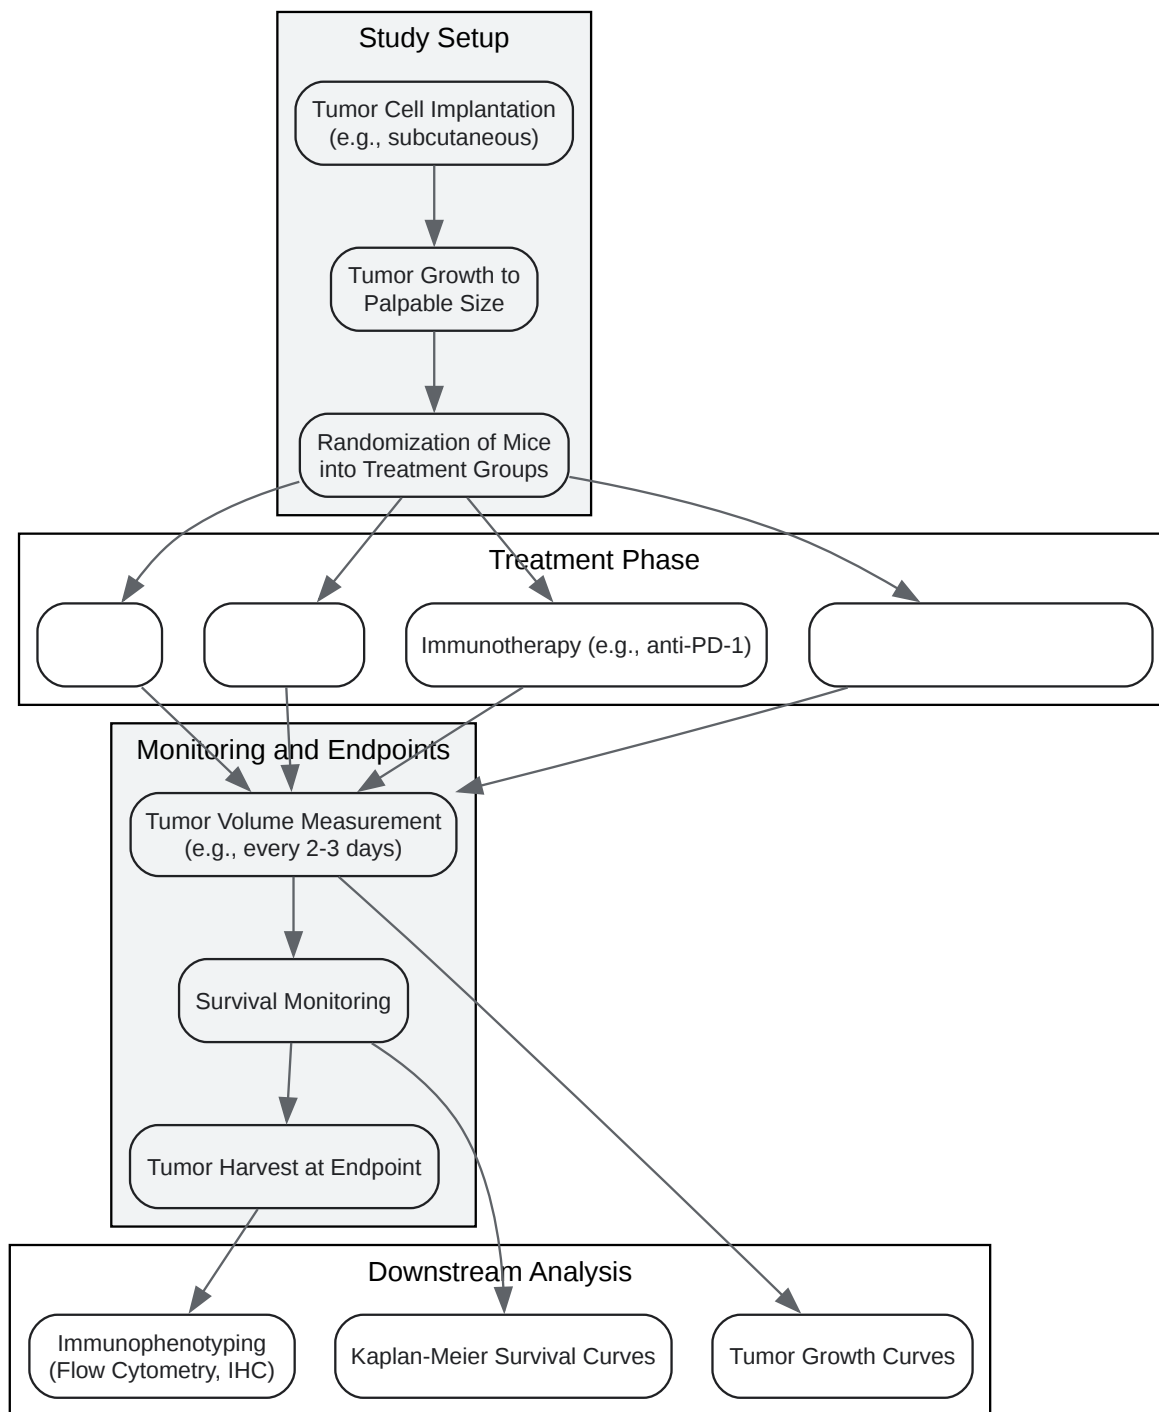 Study Setup
Tumor Cell Implantation
(e.g., subcutaneous)
Tumor Growth to
Palpable Size
Randomization of Mice
into Treatment Groups
Treatment Phase
Immunotherapy (e.g., anti-PD-1)
Monitoring and Endpoints
Tumor Volume Measurement
(e.g., every 2-3 days)
Survival Monitoring
Tumor Harvest at Endpoint
Downstream Analysis
Immunophenotyping
(Flow Cytometry, IHC)
Kaplan-Meier Survival Curves
Tumor Growth Curves